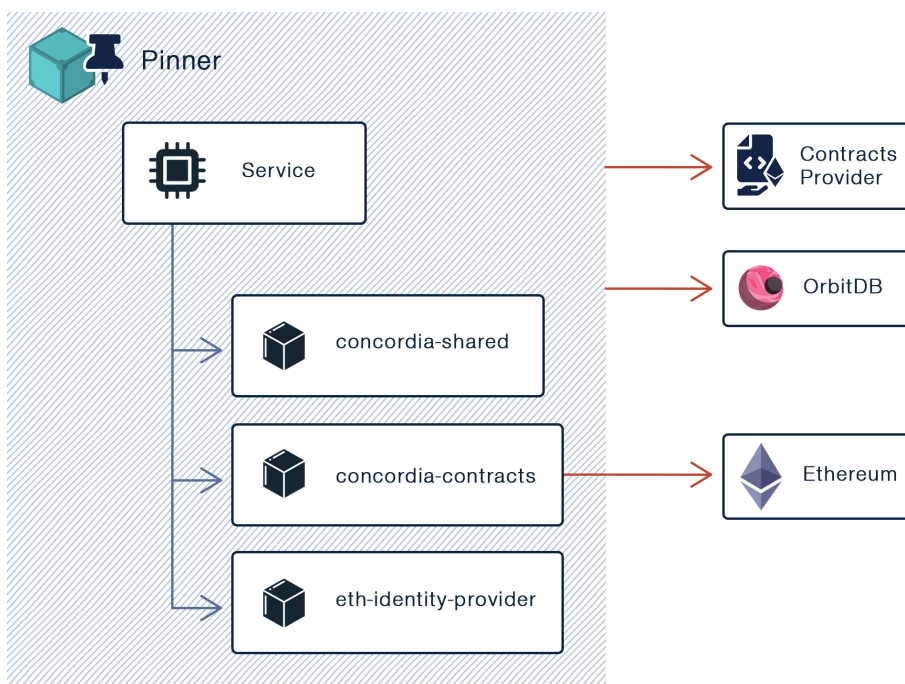 Pinner
Service
Contracts
Provider
OrbitDB
concordia-shared
concordia-contracts
Ethereum
eth-identity-provider